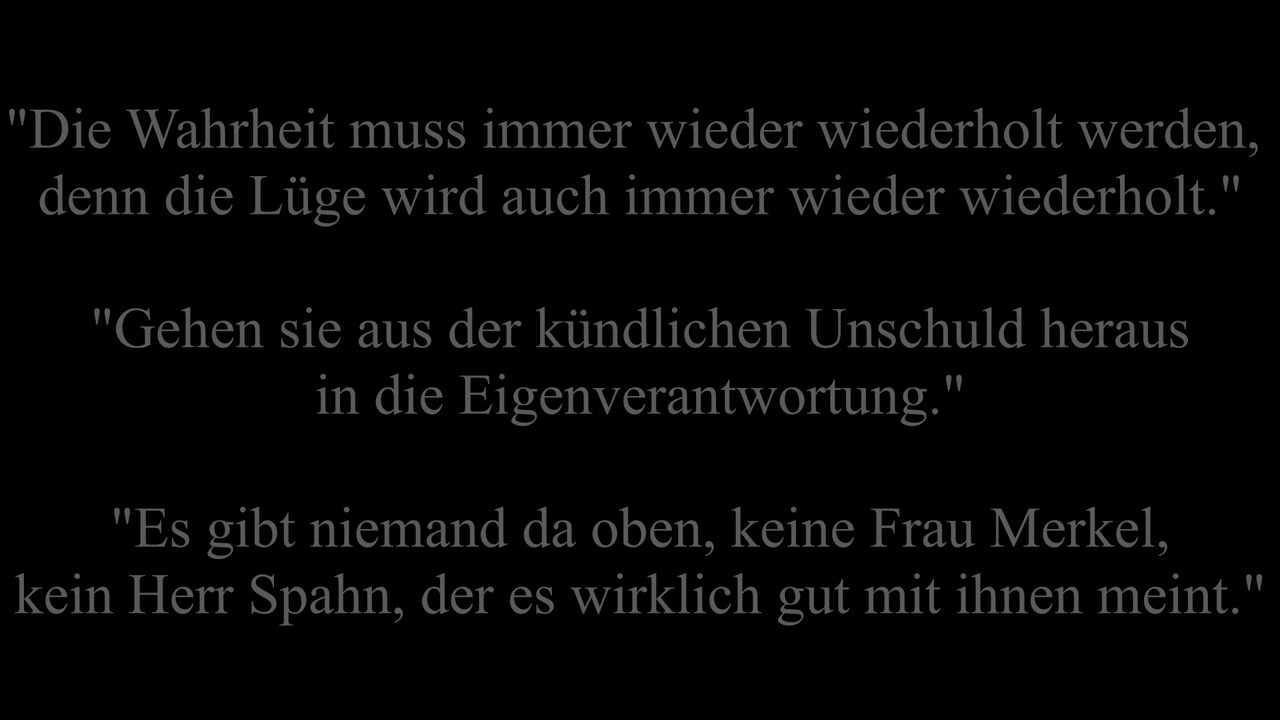 "Die Wahrheit muss immer wieder wiederholt werden,
denn die Lüge wird auch immer wieder wiederholt."
"Gehen sie aus der kündlichen Unschuld heraus
in die Eigenverantwortung."
"Es gibt niemand da oben, keine Frau Merkel,
kein Herr Spahn, der es wirklich gut mit ihnen meint."